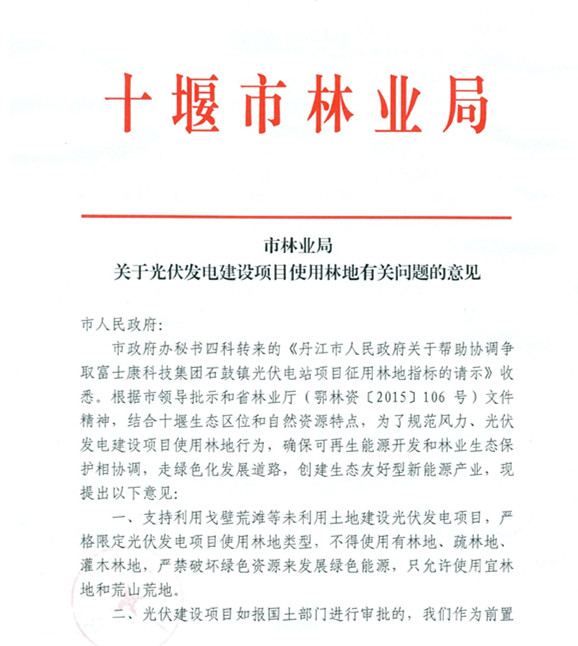 十堰市林业局
市林业局
关于光伏发电建设项目使用林地有关问题的意见
市人民政府：
市政府办秘书四科转来的《丹江市人民政府关于帮助协调争
取富士康科技集团石鼓镇光伏电站项目征用林地指标的请示》收
悉。根据市领导批示和省林业厅（鄂林资〔2015〕106 号）文件
精神，结合十堰生态区位和自然资源特点，为了规范风力、光伏
发电建设项目使用林地行为，确保可再生能源开发和林业生态保
护相协调，走绿色化发展道路，创建生态友好型新能源产业，现
提出以下意见：
一、支持利用戈壁荒滩等未利用土地建设光伏发电项目，严
格限定光伏发电项目使用林地类型，不得使用有林地、疏林地、
灌木林地，严禁破坏绿色资源来发展绿色能源，只允许使用宜林
地和荒山荒地。
二、光伏建设项目如报国土部门进行审批的，我们作为前置